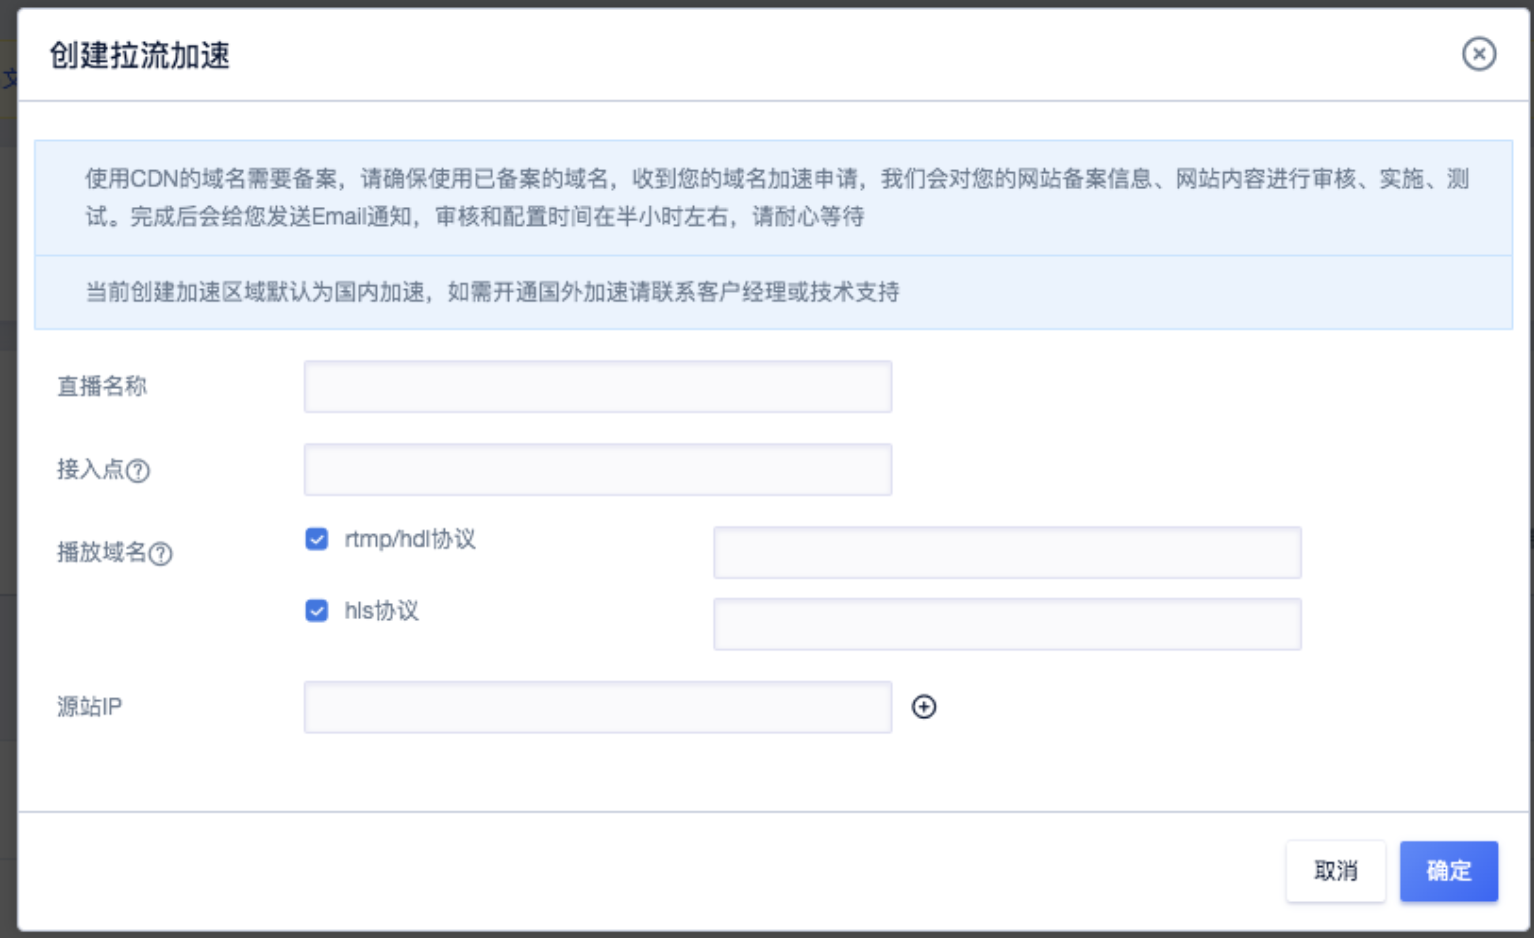 创建拉流加速
文
使用CDN的域名需要备案，请确保使用已备案的域名，收到您的域名加速申请，我们会对您的网站备案信息、网站内容进行审核、实施、测
试。完成后会给您发送Email通知，审核和配置时间在半小时左右，请耐心等待
当前创建加速区域默认为国内加速，如需开通国外加速请联系客户经理或技术支持
直播名称
接入点
播放域名
rtmp/hdl协议
hls协议
源站IP
取消
确定